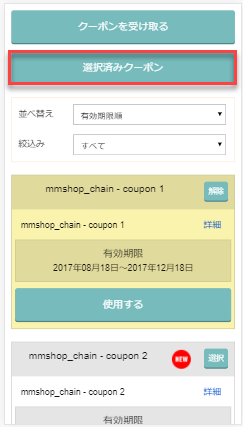 クーポンを受け取る
選択済みクーポン
並べ替え 有効期限順
絞込み すべて
mmshop_chain - coupon 1 解除
mmshop_chain - coupon 1 詳細
有効期限
2017年08月18日～2017年12月18日
使用する
mmshop_chain - coupon 2 NEW 選択
mmshop_chain - coupon 2 詳細
有効期限